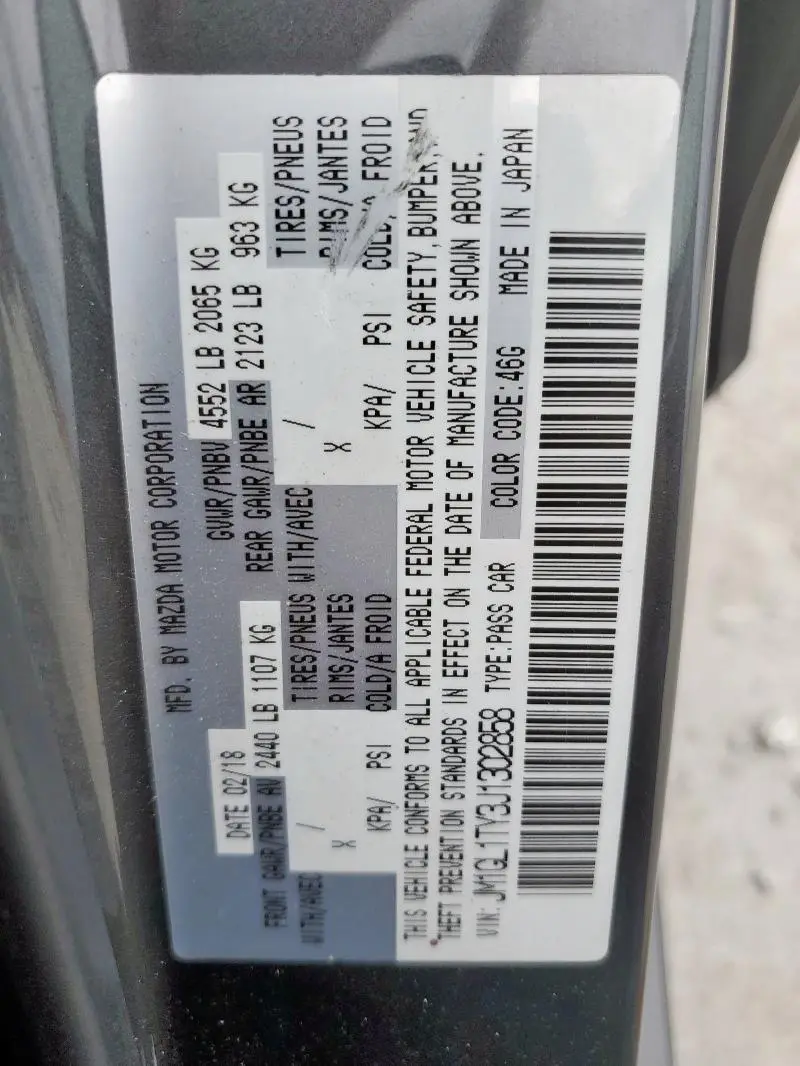 MFD. BY MAZDA MOTOR CORPORATION
DATE 02/18 GVWR/PNBV 4552 LB 2065 KG
FRONT GAWR/PNBE AV 2440 LB 1107 KG REAR GAWR/PNBE AR 2123 LB 963 KG
WITH/AVEC / TIRES/PNEUS WITH/AVEC / TIRES/PNEUS
X RIMS/JANTES X RIMS/JANTES
KPA/ PSI COLD/A FROID KPA/ PSI COLD/A FROID
THIS VEHICLE CONFORMS TO ALL APPLICABLE FEDERAL MOTOR VEHICLE SAFETY, BUMPER, AND
THEFT PREVENTION STANDARDS IN EFFECT ON THE DATE OF MANUFACTURE SHOWN ABOVE.
VIN: JM1GL1TY3J1302858 TYPE:PASS CAR COLOR CODE:46G MADE IN JAPAN